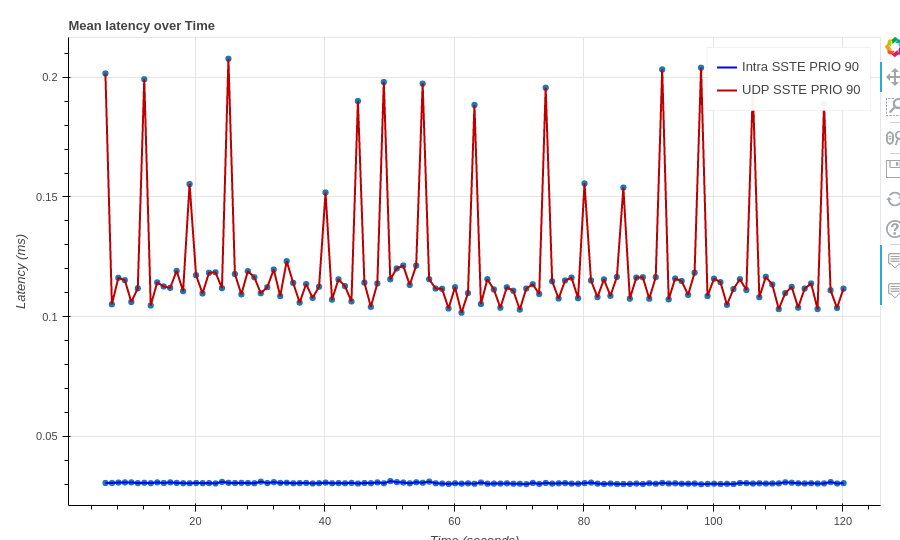 Mean latency over Time
Intra SSTE PRIO 90
UDP SSTE PRIO 90
Latency (ms)
0.2
0.15
0.1
0.05
20
40
60
80
100
120
Time (seconds)